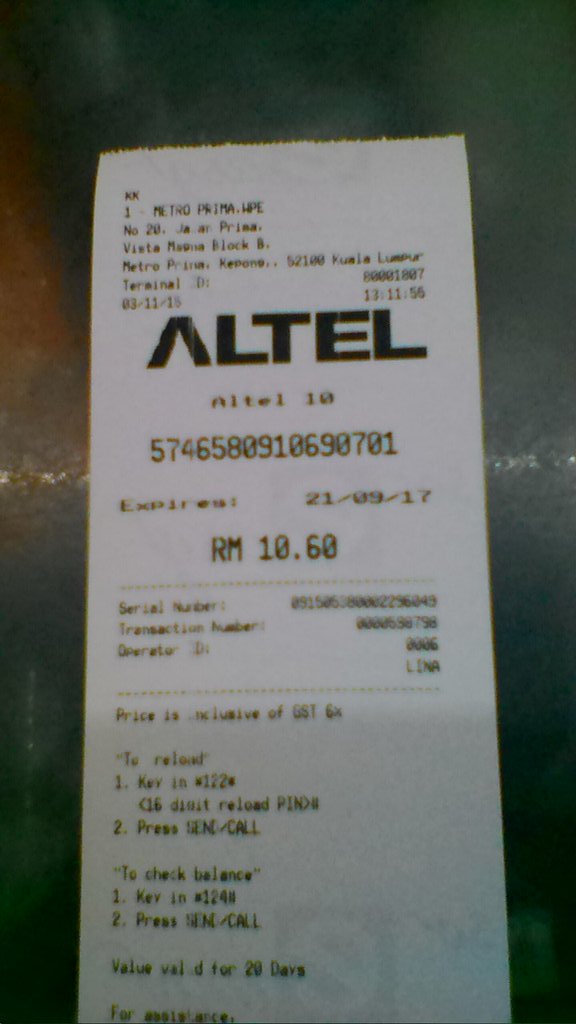 KK
1 - METRO PRIMA.WPE
No 20. Ja an Prima.
Vista Magna Block B.
Metro Prima. Kepong,. 52100 Kuala Lumpur
Terminal ID: 80001807
03/11/15 13:11:56
ALTEL
Altel 10
5746580910690701
Expires: 21/09/17
RM 10.60
Serial Number: 
Transaction Number: 0000598798
Operator ID: 0006
LINA
Price is inclusive of GST 6%
"To reload"
1. Key in *122*
<16 digit reload PIN>#
2. Press SEND/CALL
"To check balance"
1. Key in *124#
2. Press SEND/CALL
Value valid for 20 Days
For assistance,